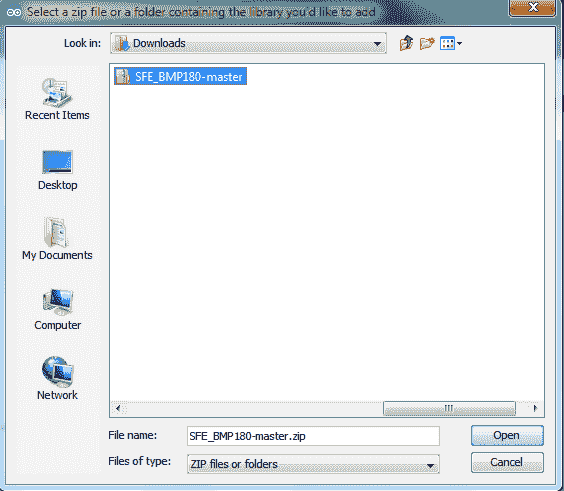 Select a zip file or a folder containing the library you'd like to add
Look in: Downloads
SFE_BMP180-master
Recent Items
Desktop
My Documents
Computer
Network
File name: SFE_BMP180-master.zip Open
Files of type: ZIP files or folders Cancel